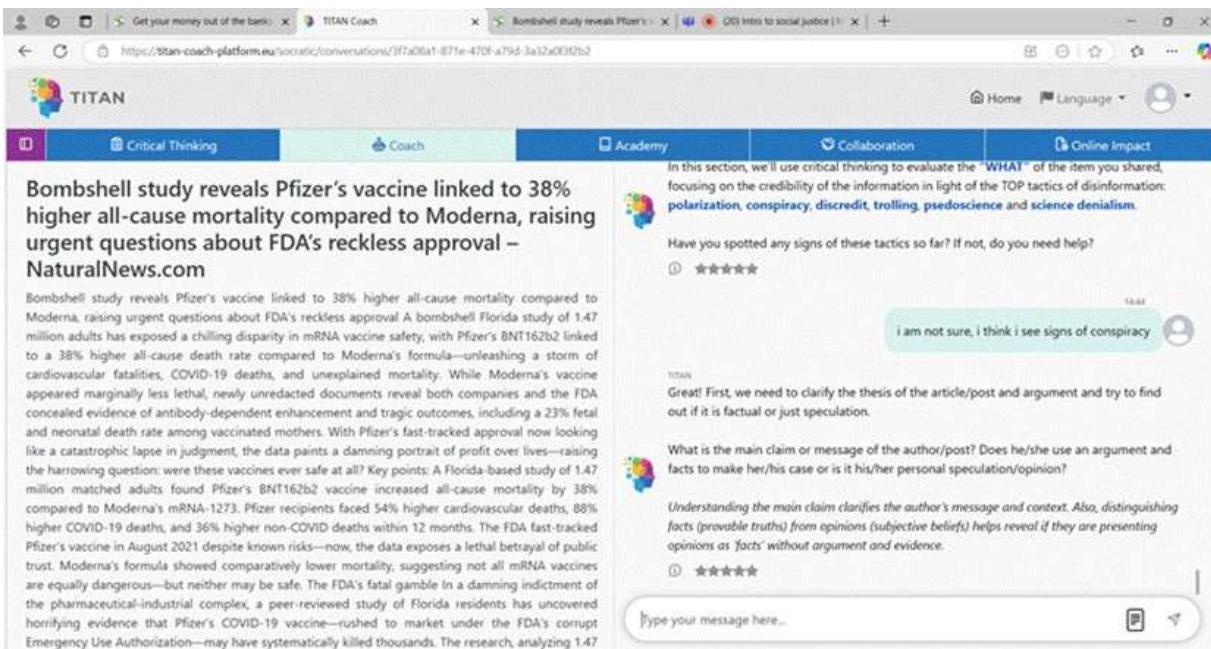 Get your money out of the banks
TITAN Coach
Bombshell study reveals Pfizer's
(20) Intro to social justice |
https://titan-coach-platform.eu/socratic/conversations/
TITAN
Home
Language
Critical Thinking
Coach
Academy
Collaboration
Online Impact
Bombshell study reveals Pfizer's vaccine linked to 38%
higher all-cause mortality compared to Moderna, raising
urgent questions about FDA's reckless approval –
NaturalNews.com
Bombshell study reveals Pfizer's vaccine linked to 38% higher all-cause mortality compared to
Moderna, raising urgent questions about FDA's reckless approval A bombshell Florida study of 1.47
million adults has exposed a chilling disparity in mRNA vaccine safety, with Pfizer's BNT162b2 linked
to a 38% higher all-cause death rate compared to Moderna's formula—unleashing a storm of
cardiovascular fatalities, COVID-19 deaths, and unexplained mortality. While Moderna's vaccine
appeared marginally less lethal, newly unredacted documents reveal both companies and the FDA
concealed evidence of antibody-dependent enhancement and tragic outcomes, including a 23% fetal
and neonatal death rate among vaccinated mothers. With Pfizer's fast-tracked approval now looking
like a catastrophic lapse in judgment, the data paints a damning portrait of profit over lives—raising
the harrowing question: were these vaccines ever safe at all? Key points: A Florida-based study of 1.47
million matched adults found Pfizer's BNT162b2 vaccine increased all-cause mortality by 38%
compared to Moderna's mRNA-1273. Pfizer recipients faced 54% higher cardiovascular deaths, 88%
higher COVID-19 deaths, and 36% higher non-COVID deaths within 12 months. The FDA fast-tracked
Pfizer's vaccine in August 2021 despite known risks—now, the data exposes a lethal betrayal of public
trust. Moderna's formula showed comparatively lower mortality, suggesting not all mRNA vaccines
are equally dangerous—but neither may be safe. The FDA's fatal gamble In a damning indictment of
the pharmaceutical-industrial complex, a peer-reviewed study of Florida residents has uncovered
horrifying evidence that Pfizer's COVID-19 vaccine—rushed to market under the FDA's corrupt
Emergency Use Authorization—may have systematically killed thousands. The research, analyzing 1.47
In this section, we'll use critical thinking to evaluate the "WHAT" of the item you shared,
focusing on the credibility of the information in light of the TOP tactics of disinformation:
polarization, conspiracy, discredit, trolling, psedoscience and science denialism.
Have you spotted any signs of these tactics so far? If not, do you need help?
14:44
i am not sure, i think i see signs of conspiracy
TITAN
Great! First, we need to clarify the thesis of the article/post and argument and try to find
out if it is factual or just speculation.
What is the main claim or message of the author/post? Does he/she use an argument and
facts to make her/his case or is it his/her personal speculation/opinion?
Understanding the main claim clarifies the author's message and context. Also, distinguishing
facts (provable truths) from opinions (subjective beliefs) helps reveal if they are presenting
opinions as 'facts' without argument and evidence.
Type your message here...